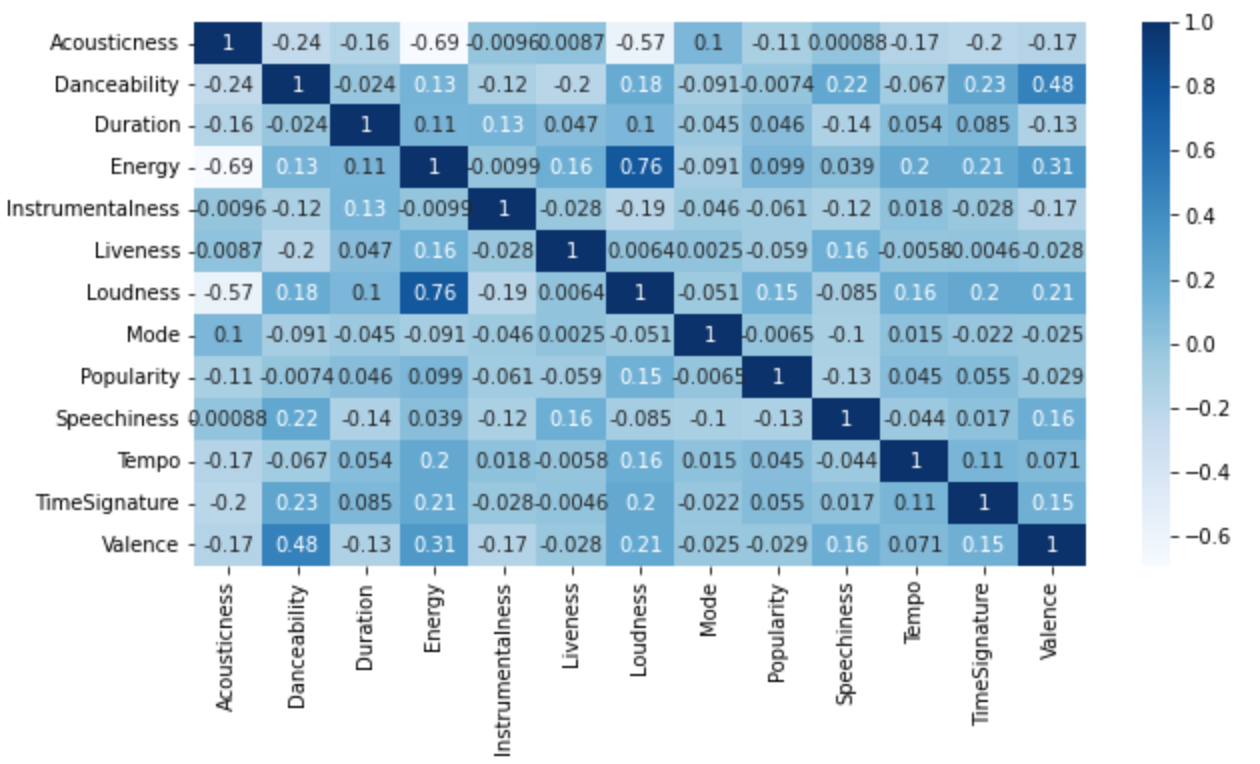 Acousticness 1 -0.24 -0.16 -0.69 -0.0096 0.0087 -0.57 0.1 -0.11 0.00088 -0.17 -0.2 -0.17
Danceability -0.24 1 -0.024 0.13 -0.12 -0.2 0.18 -0.091 -0.0074 0.22 -0.067 0.23 0.48
Duration -0.16 -0.024 1 0.11 0.13 0.047 0.1 -0.045 0.046 -0.14 0.054 0.085 -0.13
Energy -0.69 0.13 0.11 1 -0.0099 0.16 0.76 -0.091 0.099 0.039 0.2 0.21 0.31
Instrumentalness -0.0096 -0.12 0.13 -0.0099 1 -0.028 -0.19 -0.046 -0.061 -0.12 0.018 -0.028 -0.17
Liveness 0.0087 -0.2 0.047 0.16 -0.028 1 0.0064 0.0025 -0.059 0.16 -0.0058 -0.0046 -0.028
Loudness -0.57 0.18 0.1 0.76 -0.19 0.0064 1 -0.051 0.15 -0.085 0.16 0.2 0.21
Mode 0.1 -0.091 -0.045 -0.091 -0.046 0.0025 -0.051 1 -0.0065 -0.1 0.015 -0.022 -0.025
Popularity -0.11 -0.0074 0.046 0.099 -0.061 -0.059 0.15 -0.0065 1 -0.13 0.045 0.055 -0.029
Speechiness 0.00088 0.22 -0.14 0.039 -0.12 0.16 -0.085 -0.1 -0.13 1 -0.044 0.017 0.16
Tempo -0.17 -0.067 0.054 0.2 0.018 -0.0058 0.16 0.015 0.045 -0.044 1 0.11 0.071
TimeSignature -0.2 0.23 0.085 0.21 -0.028 -0.0046 0.2 -0.022 0.055 0.017 0.11 1 0.15
Valence -0.17 0.48 -0.13 0.31 -0.17 -0.028 0.21 -0.025 -0.029 0.16 0.071 0.15 1
Acousticness
Danceability
Duration
Energy
Instrumentalness
Liveness
Loudness
Mode
Popularity
Speechiness
Tempo
TimeSignature
Valence
1.0
0.8
0.6
0.4
0.2
0.0
−0.2
−0.4
−0.6